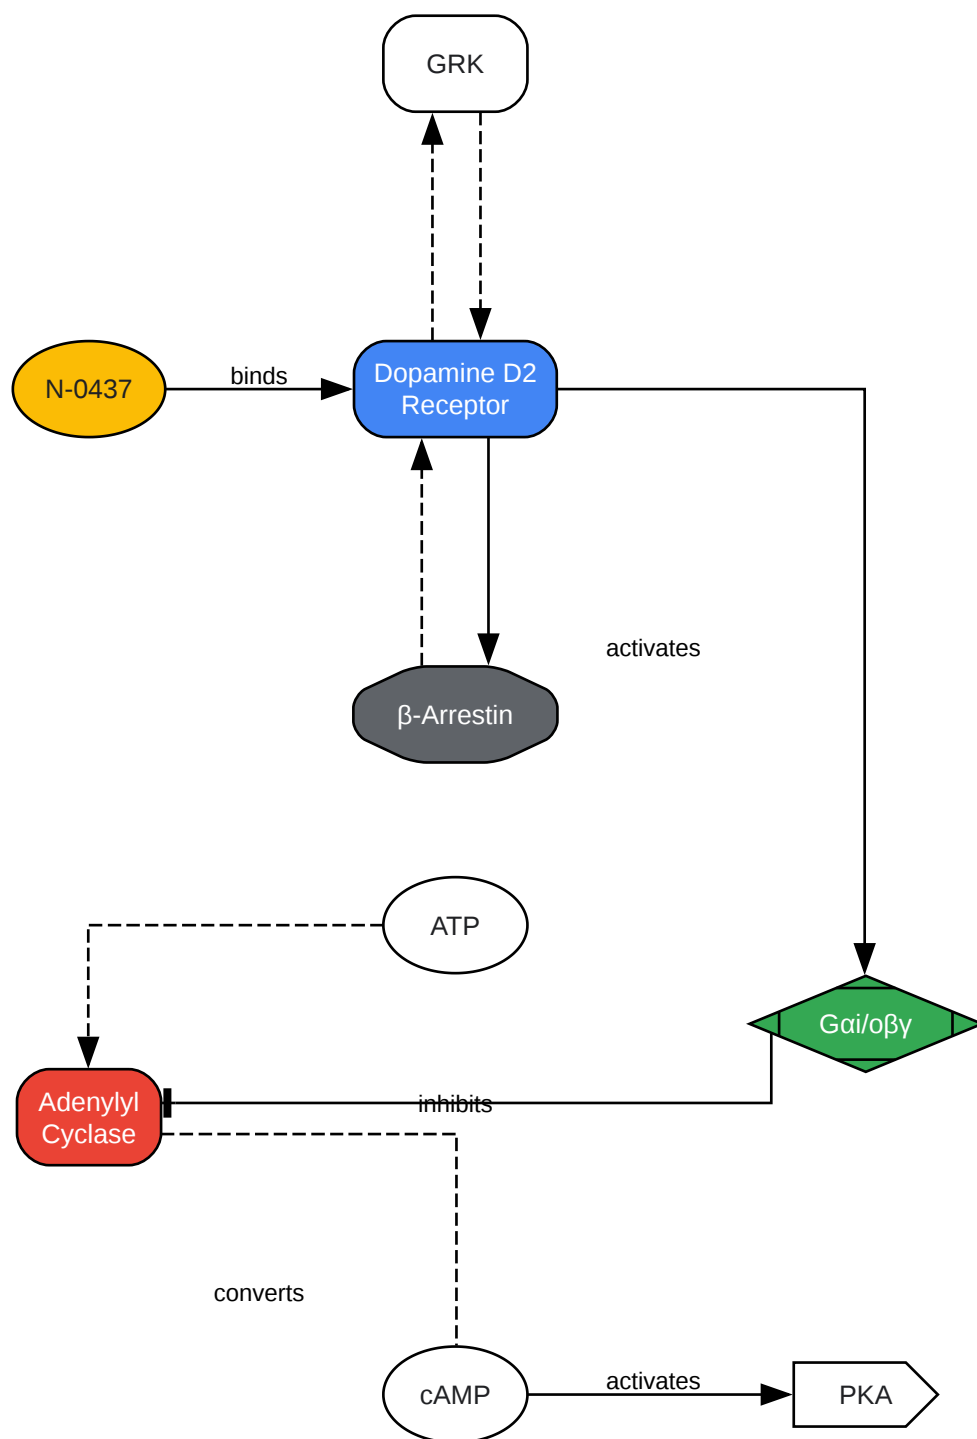 GRK
N-0437
binds
Dopamine D2
Receptor
activates
β-Arrestin
ATP
Gαi/oβγ
Adenylyl
Cyclase
inhibits
converts
cAMP
activates
PKA